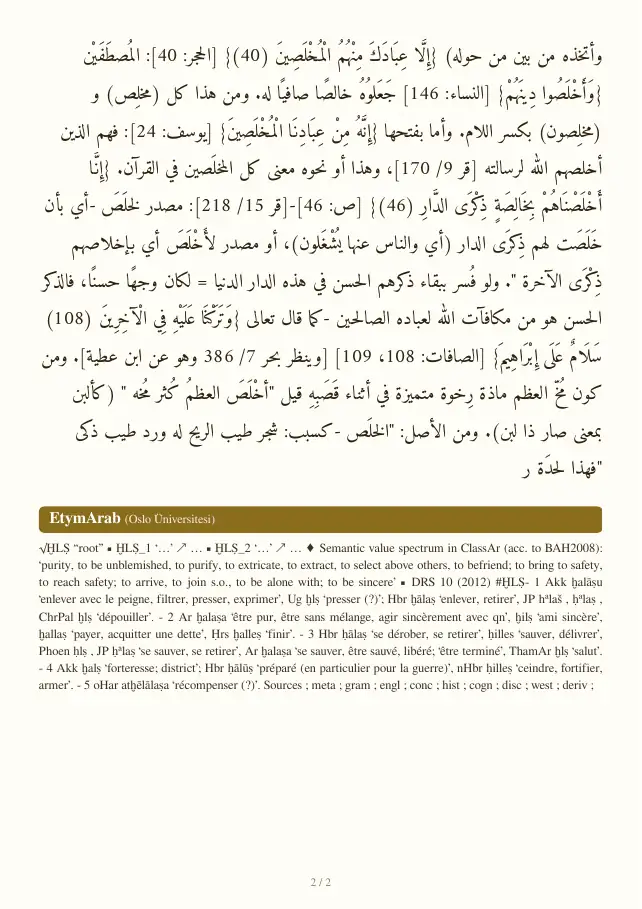 وأتخذه من بين من حوله) {إِلَّا عِبَادَكَ مِنْهُمُ الْمُخْلَصِينَ (40)} [الحجر: 40]: المُصطَفَيْن
{وَأَخْلَصُوا دِينَهُمْ} [النساء: 146] جَعَلوُهُ خالصًا صافيًا له. ومن هذا كل (مخلِص) و
(مخلِصون) بكسر اللام. وأما بفتحها {إِنَّهُ مِنْ عِبَادِنَا الْمُخْلَصِينَ} [يوسف: 24]: فهم الذين
أخلصهم الله لرسالته [قر 9/ 170]، وهذا أو نحوه معنى كل المخلَصين في القرآن. {إِنَّا
أَخْلَصْنَاهُمْ بِخَالِصَةٍ ذِكْرَى الدَّارِ (46)} [ص: 46]-[قر 15/ 218]: مصدر لخلَصَ -أي بأن
خَلَصَت لهم ذِكرَى الدار (أي والناس عنها يُشْغَلون)، أو مصدر لأَخْلَصَ أي بإخلاصهم
ذِكْرَى الآخرة ". ولو فُسر ببقاء ذكرهم الحسن في هذه الدار الدنيا = لكان وجهًا حسنًا، فالذكر
الحسن هو من مكافآت الله لعباده الصالحين -كما قال تعالى {وَتَرَكْنَا عَلَيْهِ فِي الْآخِرِينَ (108)
سَلَامٌ عَلَى إِبْرَاهِيمَ} [الصافات: 108، 109] [وينظر بحر 7/ 386 وهو عن ابن عطية]. ومن
كون مُخّ العظم ماذة رِخوة متميزة في أثناء قَصَبِهِ قيل "أخْلَصَ العظمُ كُثر مُخه " (كألبن
بمعنى صار ذا لبن). ومن الأصل: "الخلَص -كسبب: شجر طيب الريح له ورد طيب ذكى
"فهذا لحدَة ر
EtymArab (Oslo Üniversitesi)
√ḪLṢ “root” ▪ ḪLṢ_1 ‘…’ ↗ … ▪ ḪLṢ_2 ‘…’ ↗ … ♦ Semantic value spectrum in ClassAr (acc. to BAH2008):
‘purity, to be unblemished, to purify, to extricate, to extract, to select above others, to befriend; to bring to safety,
to reach safety; to arrive, to join s.o., to be alone with; to be sincere’ ▪ DRS 10 (2012) #ḪLṢ- 1 Akk ḫalāṣu
‘enlever avec le peigne, filtrer, presser, exprimer’, Ug ḫlṣ ‘presser (?)’; Hbr ḥālaṣ ‘enlever, retirer’, JP ḥᵃlaš , ḥᵃlaṣ ,
ChrPal ḥlṣ ‘dépouiller’. - 2 Ar ḫalaṣa ‘être pur, être sans mélange, agir sincèrement avec qn’, ḫilṣ ‘ami sincère’,
ḫallaṣ ‘payer, acquitter une dette’, Ḥrs ḫalleṣ ‘finir’. - 3 Hbr ḥālaṣ ‘se dérober, se retirer’, ḥilleṣ ‘sauver, délivrer’,
Phoen ḥlṣ , JP ḥᵃlaṣ ‘se sauver, se retirer’, Ar ḫalaṣa ‘se sauver, être sauvé, libéré; ‘être terminé’, ThamAr ḫlṣ ‘salut’.
- 4 Akk ḫalṣ ‘forteresse; district’; Hbr ḥālūṣ ‘préparé (en particulier pour la guerre)’, nHbr ḥilleṣ ‘ceindre, fortifier,
armer’. - 5 oHar atḫēlālaṣa ‘récompenser (?)’. Sources ; meta ; gram ; engl ; conc ; hist ; cogn ; disc ; west ; deriv ;
2 / 2